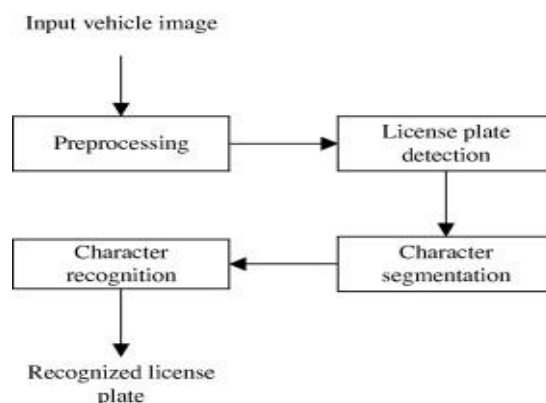 Input vehicle image
Preprocessing
License plate
detection
Character
segmentation
Character
recognition
Recognized license
plate